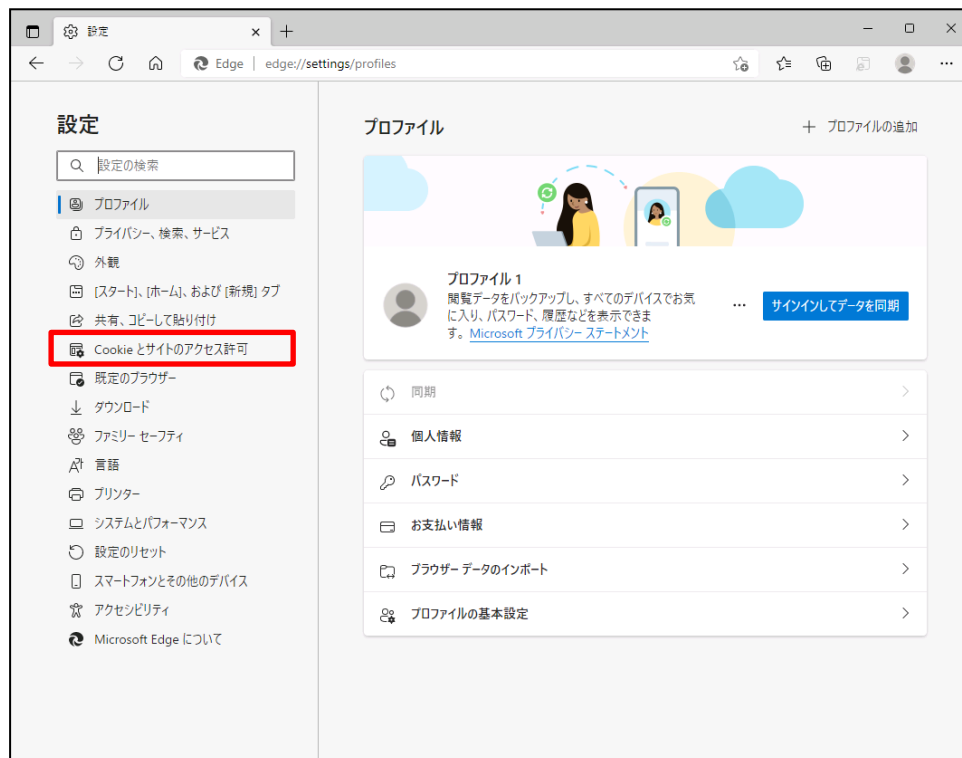 設定
Edge | edge://settings/profiles
設定
設定の検索
プロファイル
プライバシー、検索、サービス
外観
[スタート]、[ホーム]、および [新規] タブ
共有、コピーして貼り付け
Cookie とサイトのアクセス許可
既定のブラウザー
ダウンロード
ファミリー セーフティ
言語
プリンター
システムとパフォーマンス
設定のリセット
スマートフォンとその他のデバイス
アクセシビリティ
Microsoft Edge について
プロファイル
プロファイルの追加
プロファイル 1
閲覧データをバックアップし、すべてのデバイスでお気
に入り、パスワード、履歴などを表示できま
す。Microsoft プライバシー ステートメント
サインインしてデータを同期
同期
個人情報
パスワード
お支払い情報
ブラウザー データのインポート
プロファイルの基本設定